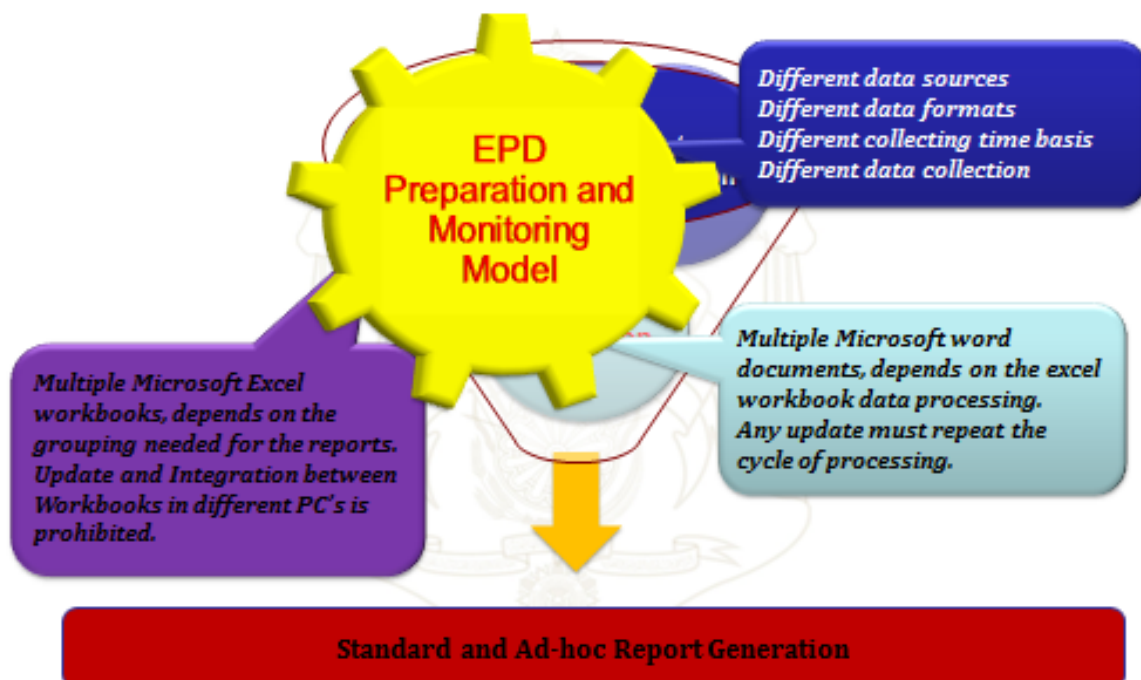 EPD
Preparation and
Monitoring
Model
Different data sources
Different data formats
Different collecting time basis
Different data collection
Multiple Microsoft Excel
workbooks, depends on the
grouping needed for the reports.
Update and Integration between
Workbooks in different PC's is
prohibited.
Multiple Microsoft word
documents, depends on the excel
workbook data processing.
Any update must repeat the
cycle of processing.
Standard and Ad-hoc Report Generation